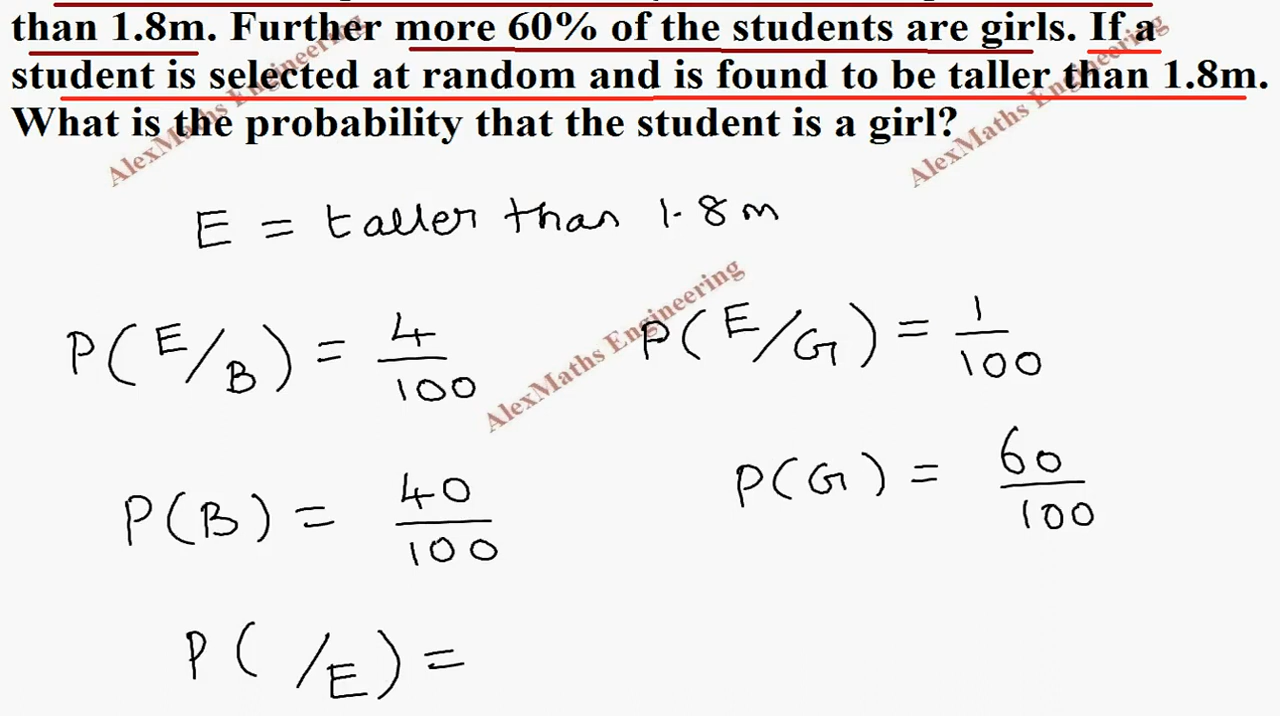 than 1.8m. Further more 60% of the students are girls. If a
student is selected at random and is found to be taller than 1.8m.
What is the probability that the student is a girl?
AlexMaths Engineering
AlexMaths Engineering
E = taller than 1.8m
AlexMaths Engineering
P(E/B) = 4/100
P(E/G) = 1/100
P(B) = 40/100
P(G) = 60/100
P( /E) =